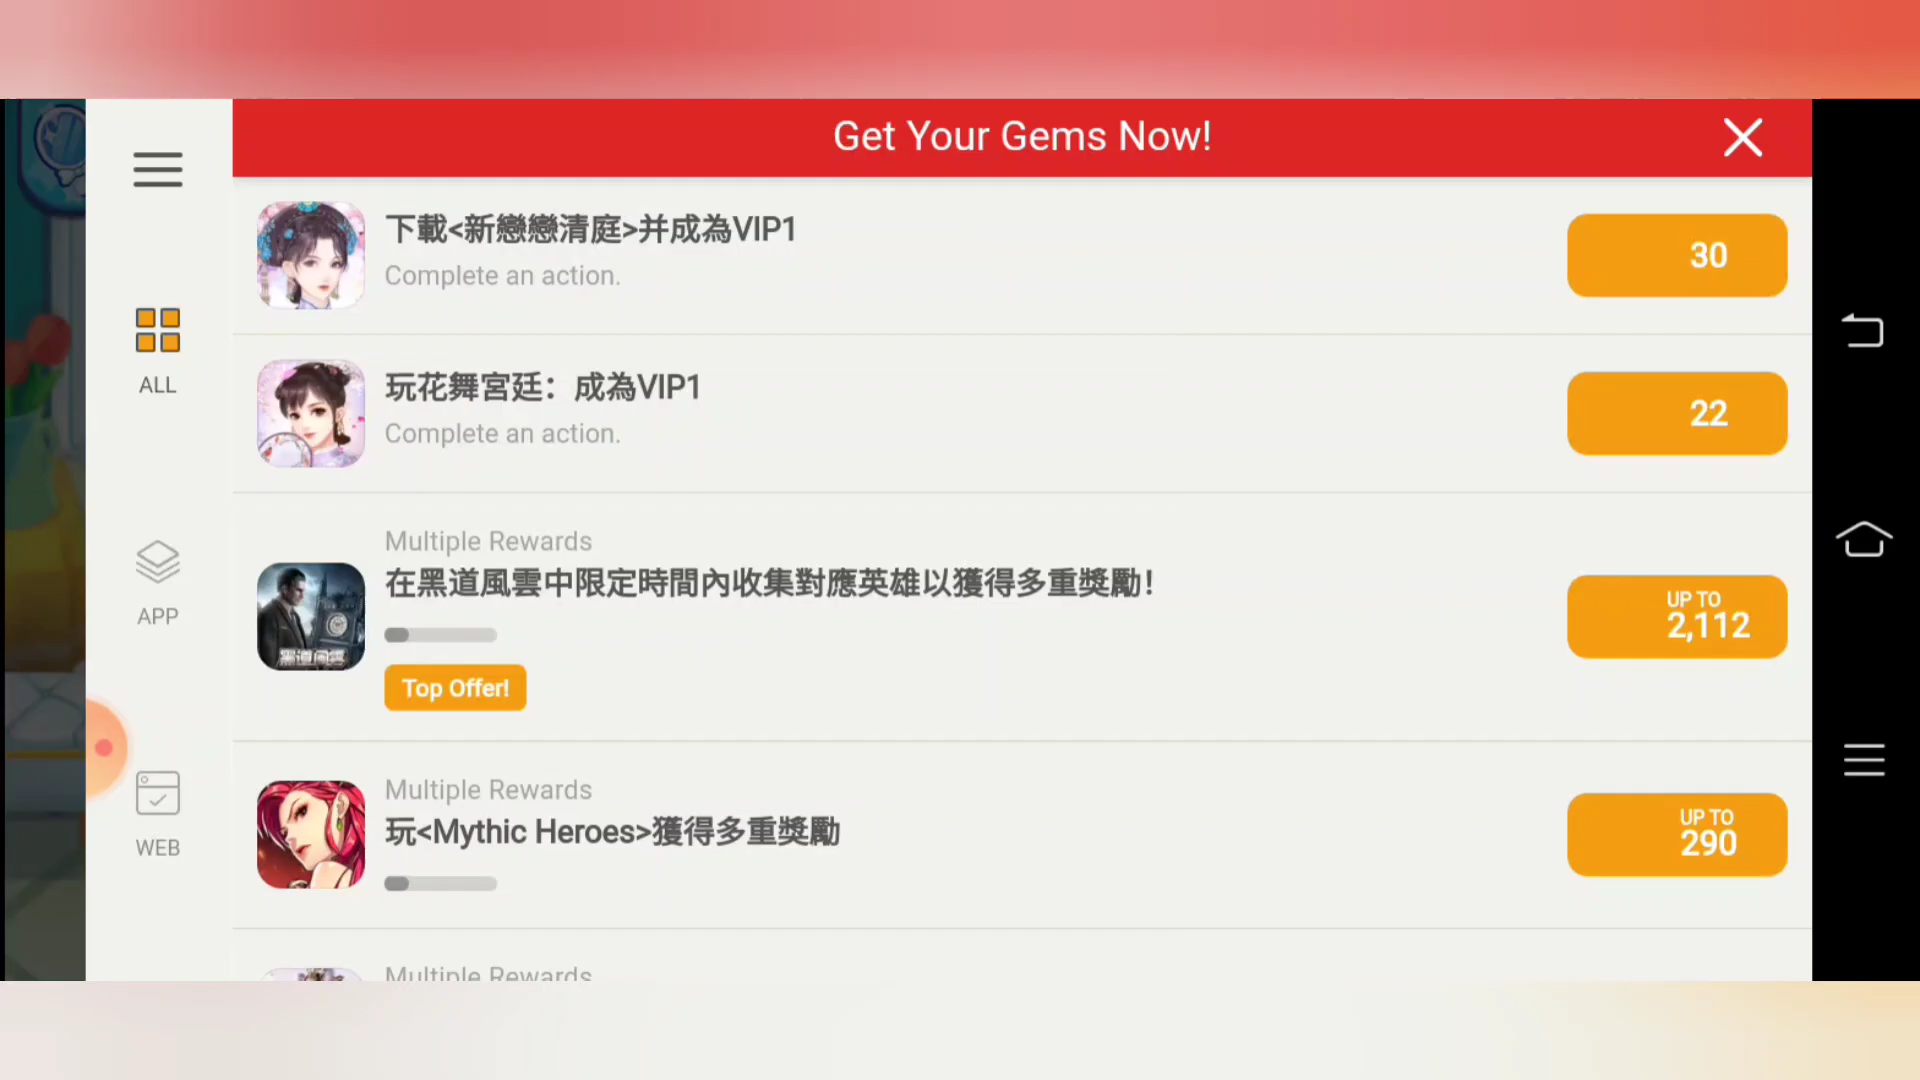 Get Your Gems Now!
下載<新戀戀清庭>并成為VIP1
Complete an action.
30
ALL
玩花舞宮廷：成為VIP1
Complete an action.
22
Multiple Rewards
在黑道風雲中限定時間內收集對應英雄以獲得多重獎勵！
UP TO
2,112
黑道風雲
Top Offer!
APP
Multiple Rewards
玩<Mythic Heroes>獲得多重獎勵
UP TO
290
WEB
Multiple Rewards